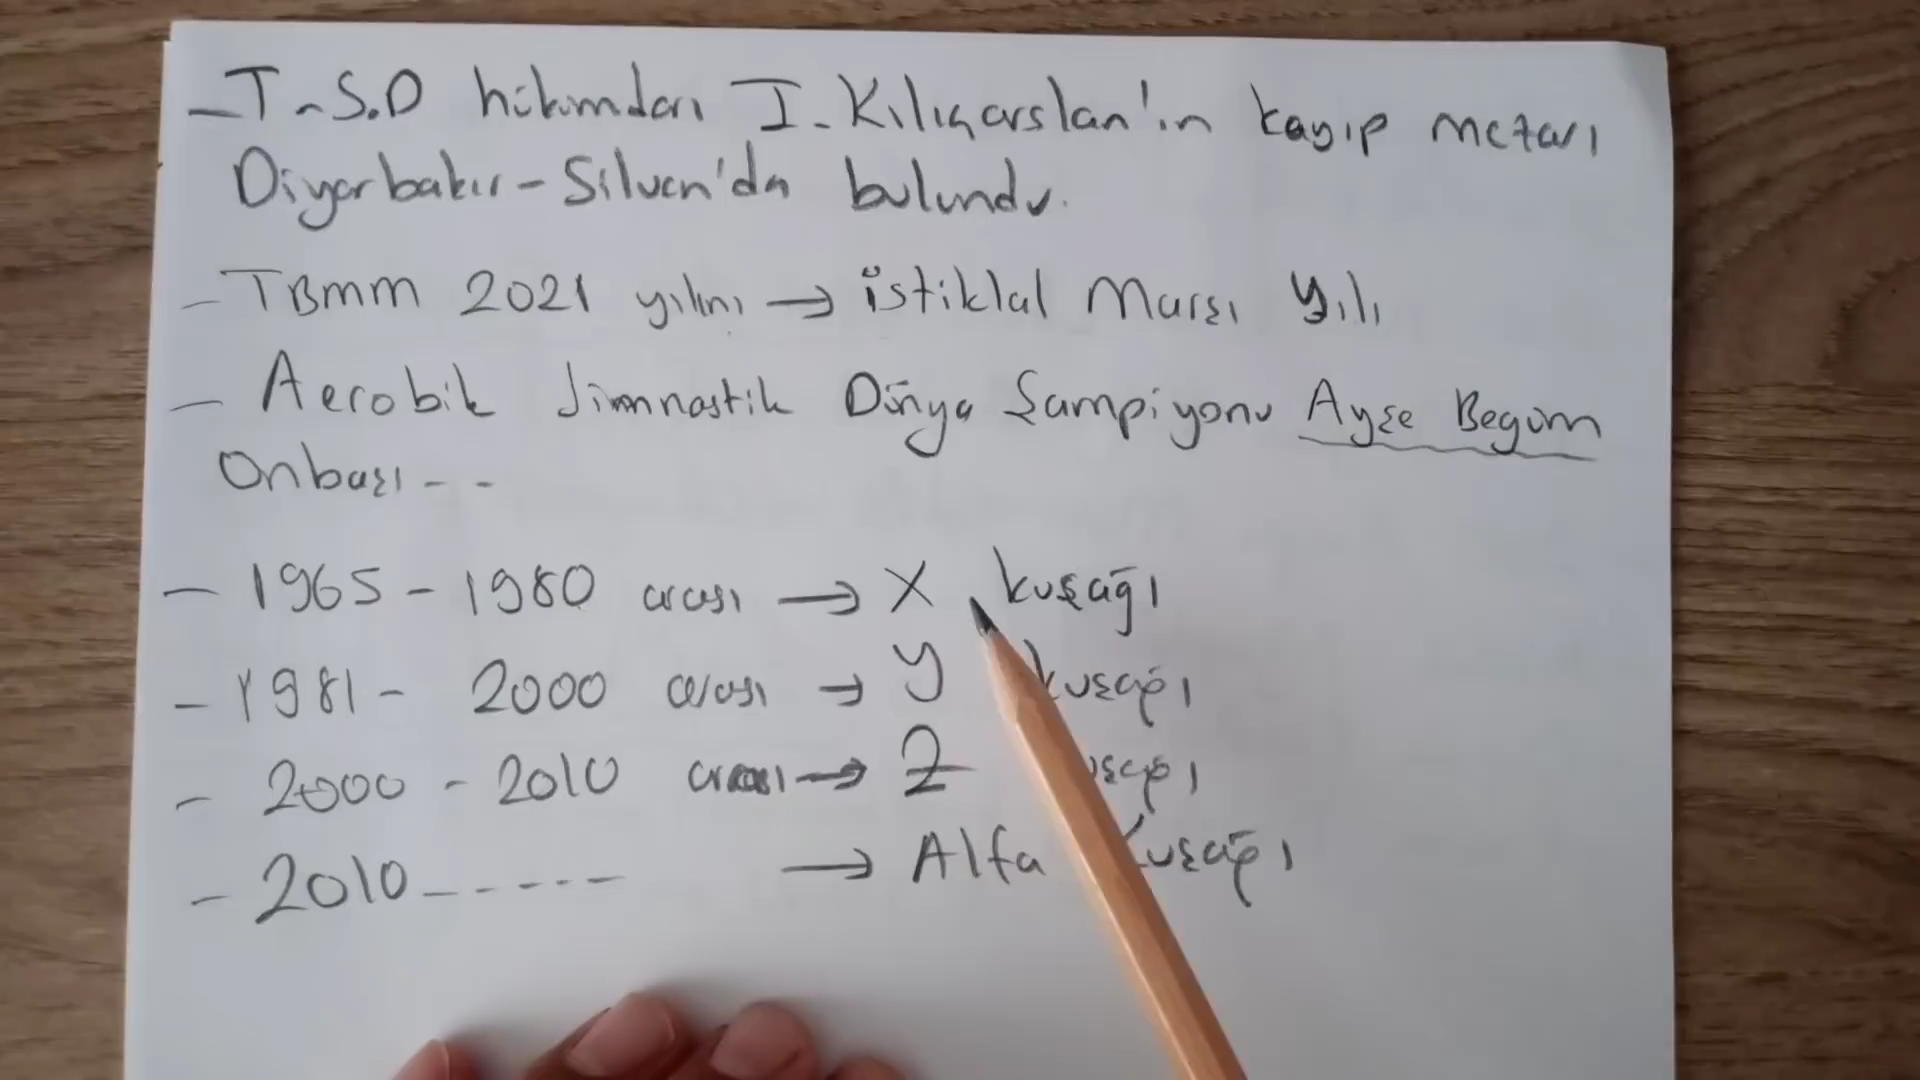 - T.S.D hükümdarı I. Kılıçarslan'ın kayıp mezarı
Diyarbakır - Silvan'da bulundu.
- TBMM 2021 yılını → İstiklal Marşı Yılı
- Aerobik Jimnastik Dünya Şampiyonu Ayşe Begüm
Onbaşı - -
- 1965 - 1980 arası → X kuşağı
- 1981 - 2000 arası → Y kuşağı
- 2000 - 2010 arası → Z kuşağı
- 2010 - - - - - - → Alfa Kuşağı